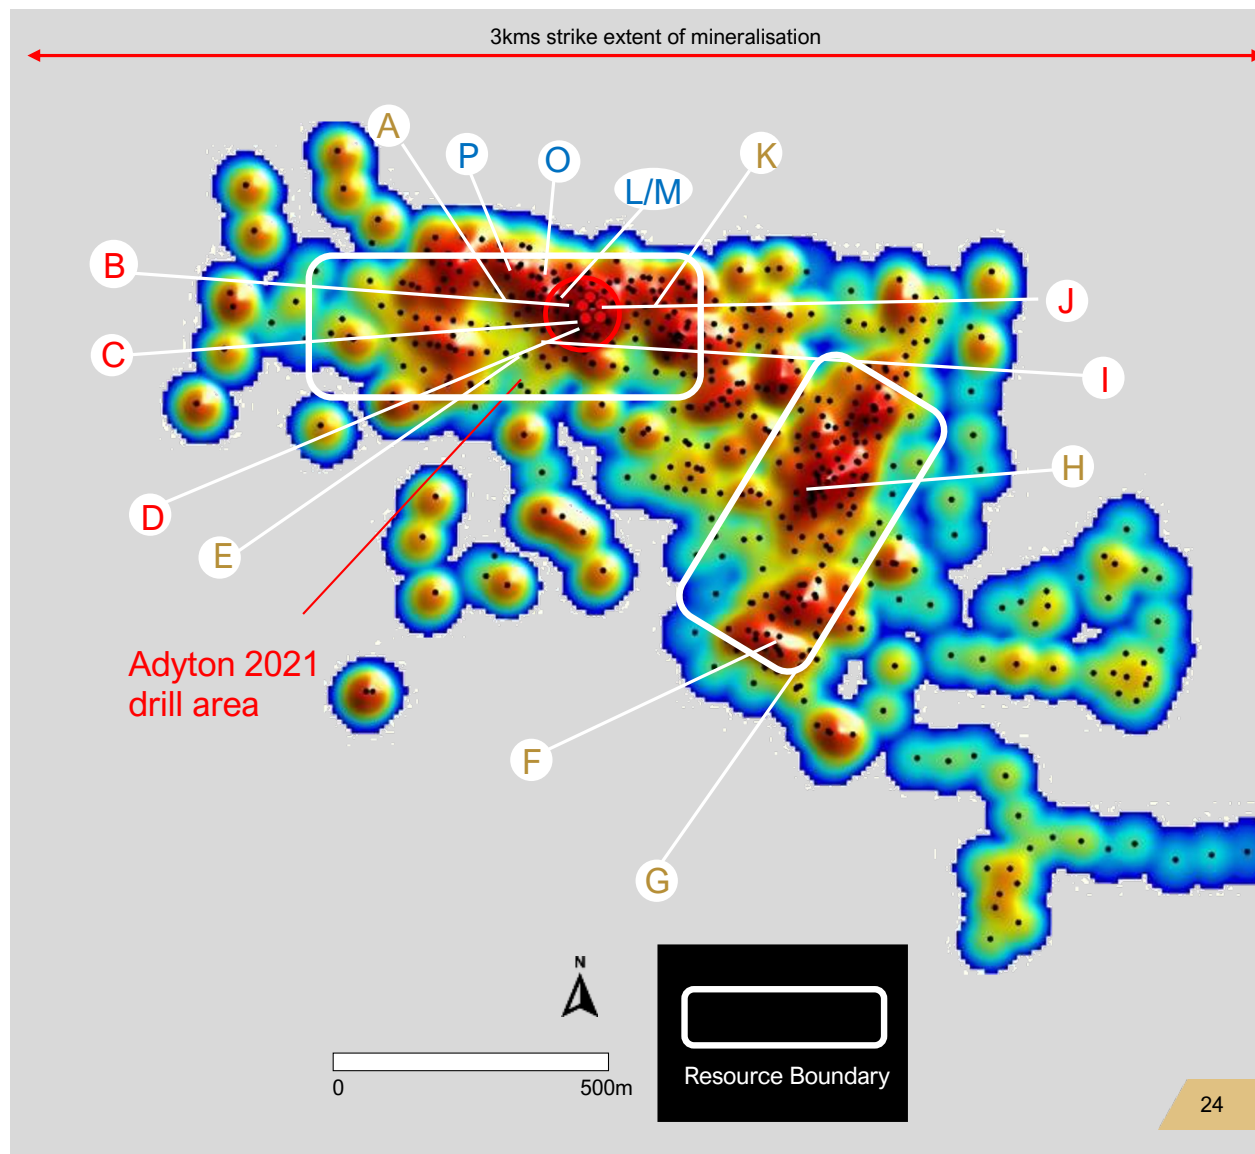 3kms strike extent of mineralisation
A
P
O
K
L/M
B
J
C
I
H
D
E
Adyton 2021
drill area
F
G
N
0
500m
Resource Boundary
24